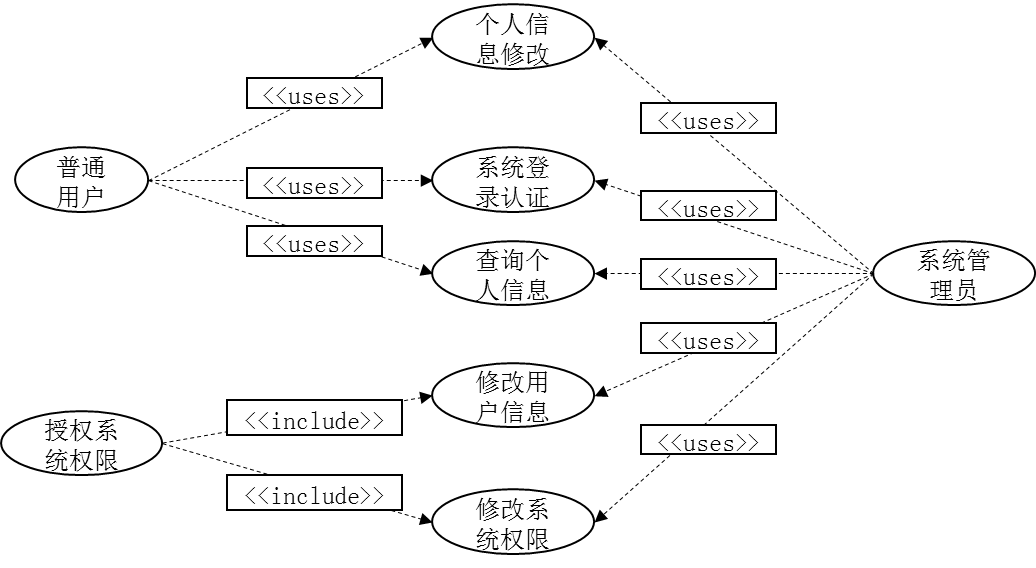 个人信
息修改
<<uses>>
<<uses>>
普通
用户
<<uses>>
系统登
录认证
<<uses>>
<<uses>>
查询个
人信息
<<uses>>
系统管
理员
<<uses>>
修改用
户信息
<<include>>
授权系
统权限
<<uses>>
<<include>>
修改系
统权限